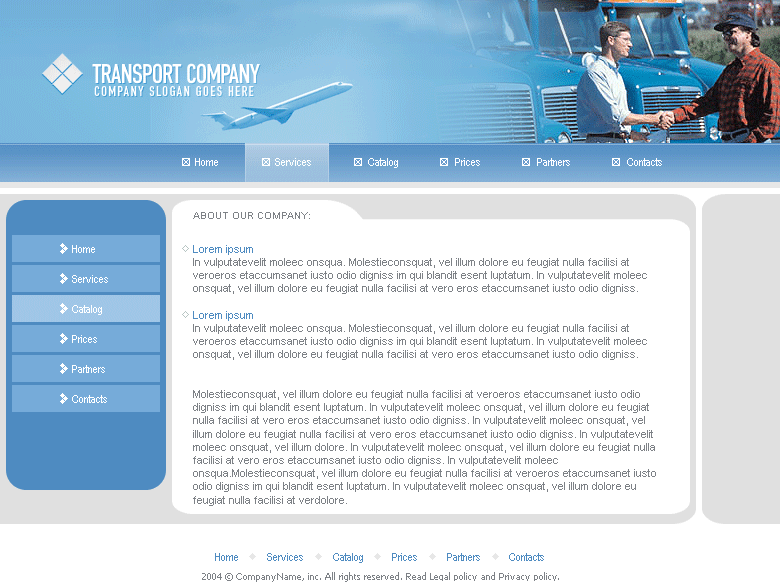 TRANSPORT COMPANY
COMPANY SLOGAN GOES HERE
Home Services Catalog Prices Partners Contacts
Home
Services
Catalog
Prices
Partners
Contacts
ABOUT OUR COMPANY:
Lorem ipsum
In vulputatevelit moleec onsqua. Molestieconsquat, vel illum dolore eu feugiat nulla facilisi at
veroeros etaccumsanet iusto odio digniss im qui blandit esent luptatum. In vulputatevelit moleec
onsquat, vel illum dolore eu feugiat nulla facilisi at vero eros etaccumsanet iusto odio digniss.
Lorem ipsum
In vulputatevelit moleec onsqua. Molestieconsquat, vel illum dolore eu feugiat nulla facilisi at
veroeros etaccumsanet iusto odio digniss im qui blandit esent luptatum. In vulputatevelit moleec
onsquat, vel illum dolore eu feugiat nulla facilisi at vero eros etaccumsanet iusto odio digniss.
Molestieconsquat, vel illum dolore eu feugiat nulla facilisi at veroeros etaccumsanet iusto odio
digniss im qui blandit esent luptatum. In vulputatevelit moleec onsquat, vel illum dolore eu feugiat
nulla facilisi at vero eros etaccumsanet iusto odio digniss. In vulputatevelit moleec onsquat, vel
illum dolore eu feugiat nulla facilisi at vero eros etaccumsanet iusto odio digniss. In vulputatevelit
moleec onsquat, vel illum dolore. In vulputatevelit moleec onsquat, vel illum dolore eu feugiat nulla
facilisi at vero eros etaccumsanet iusto odio digniss. In vulputatevelit moleec
onsqua.Molestieconsquat, vel illum dolore eu feugiat nulla facilisi at veroeros etaccumsanet iusto
odio digniss im qui blandit esent luptatum. In vulputatevelit moleec onsquat, vel illum dolore eu
feugiat nulla facilisi at verdolore.
Home Services Catalog Prices Partners Contacts
2004 © CompanyName, inc. All rights reserved. Read Legal policy and Privacy policy.